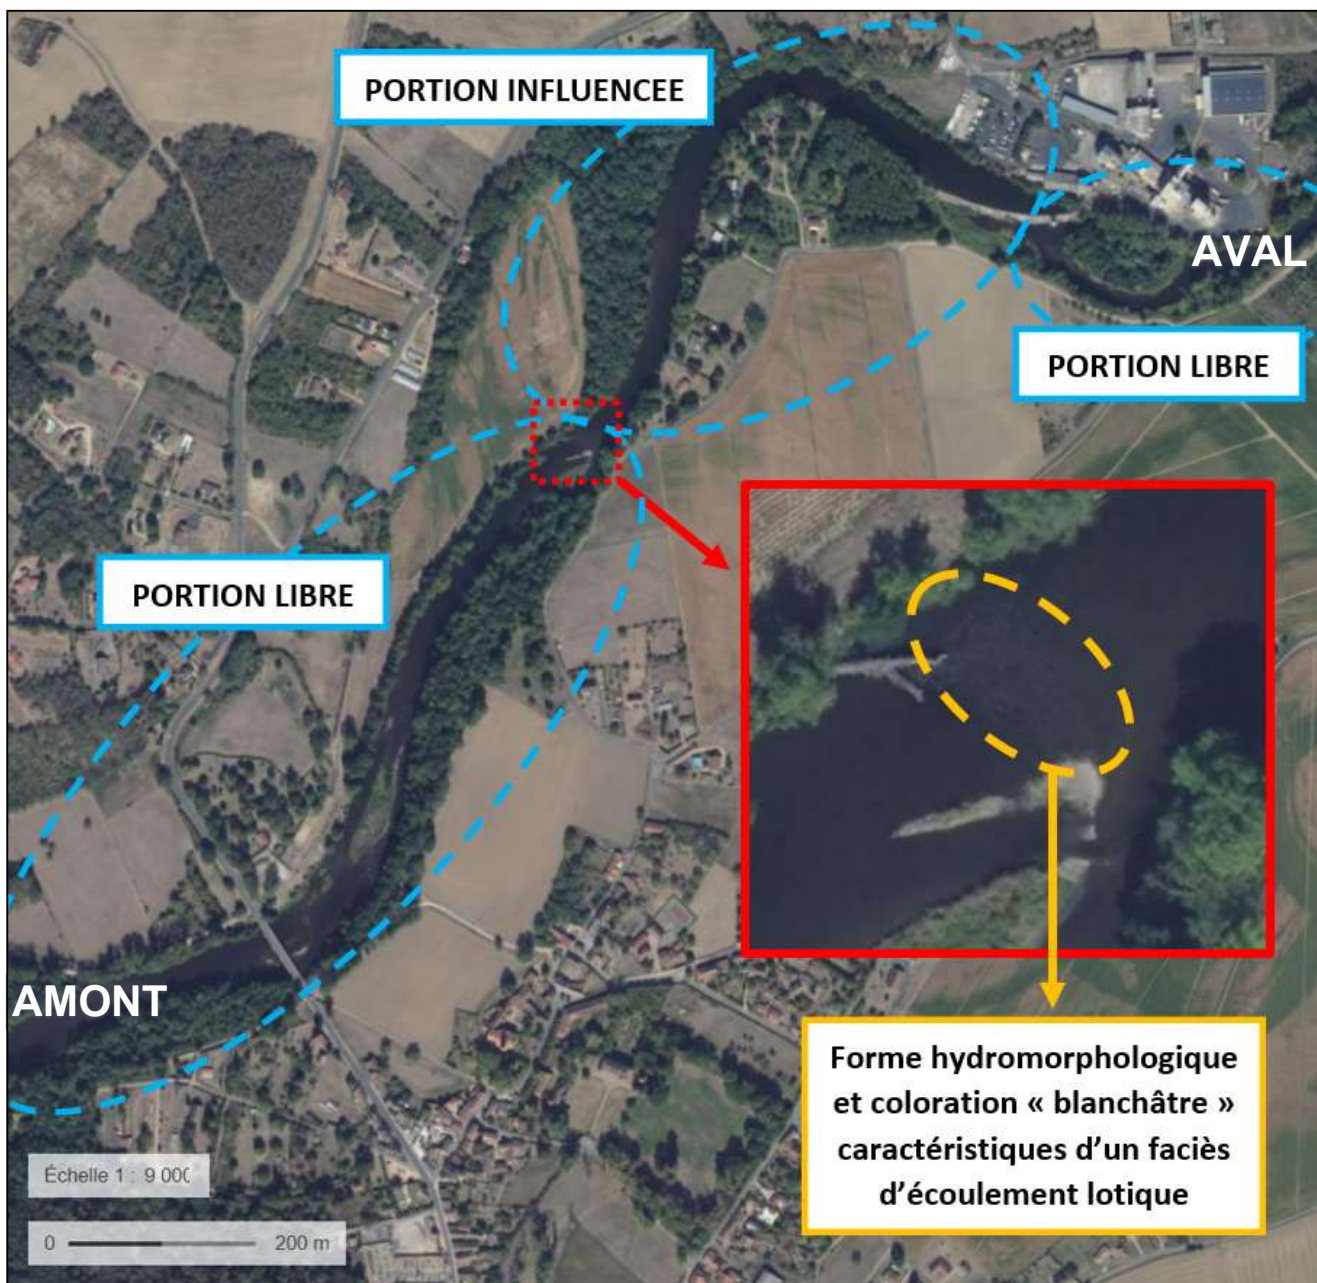 PORTION INFLUENCEE
AVAL
PORTION LIBRE
PORTION LIBRE
AMONT
Forme hydromorphologique
et coloration « blanchâtre »
caractéristiques d’un faciès
d’écoulement lotique
Échelle 1 : 9 000
0 200 m